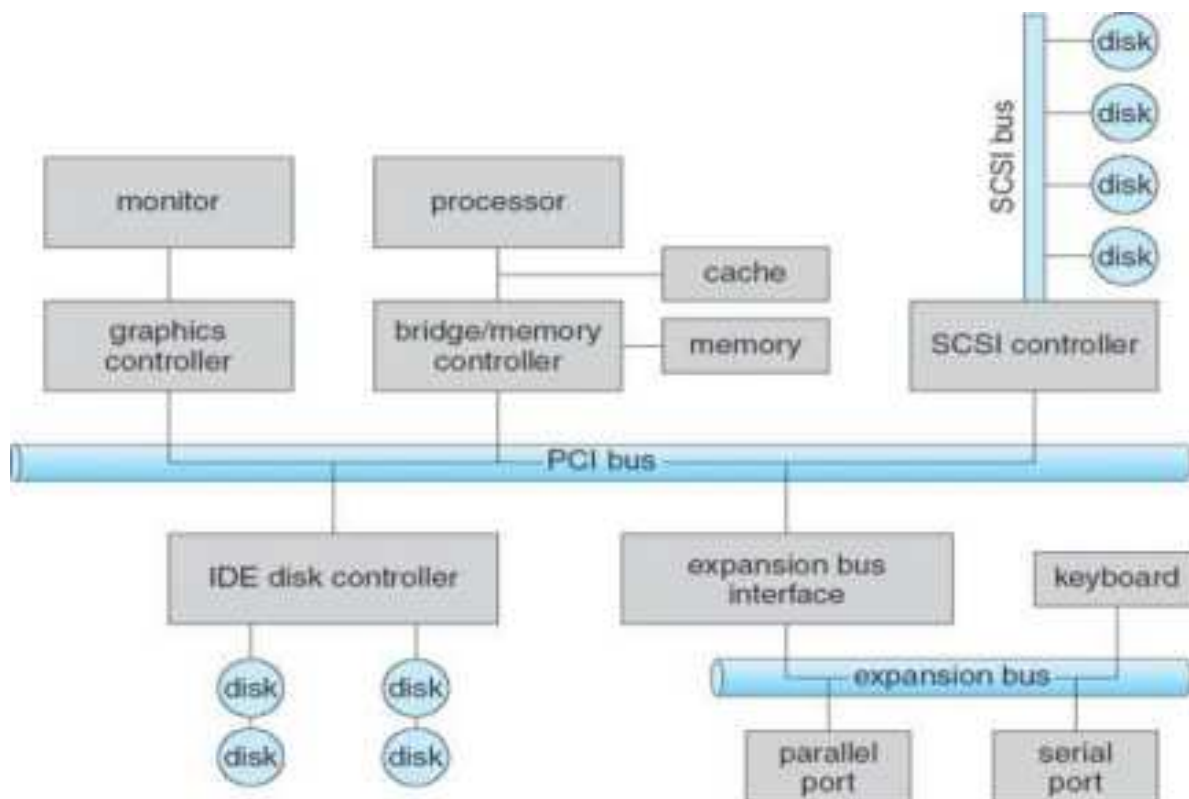 disk
disk
SCSI bus
disk
disk
monitor
processor
cache
graphics
controller
bridge/memory
controller
memory
SCSI controller
PCI bus
IDE disk controller
expansion bus
interface
keyboard
disk
disk
expansion bus
disk
disk
parallel
port
serial
port